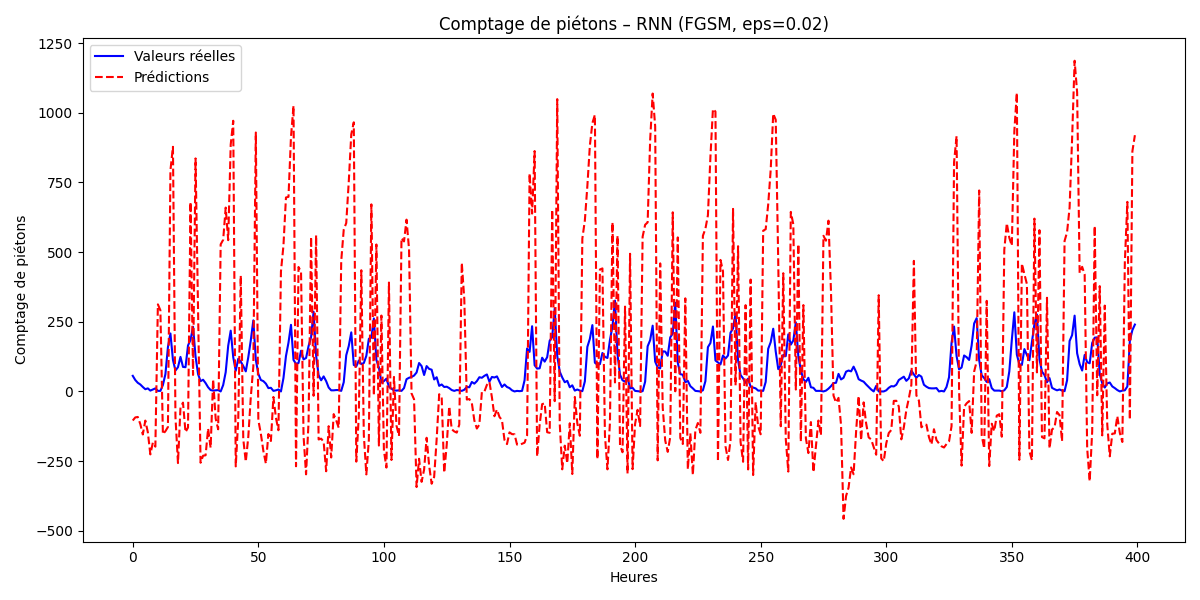 Comptage de piétons – RNN (FGSM, eps=0.02)
Valeurs réelles
Prédictions
Comptage de piétons
1250
1000
750
500
250
0
−250
−500
0 50 100 150 200 250 300 350 400
Heures